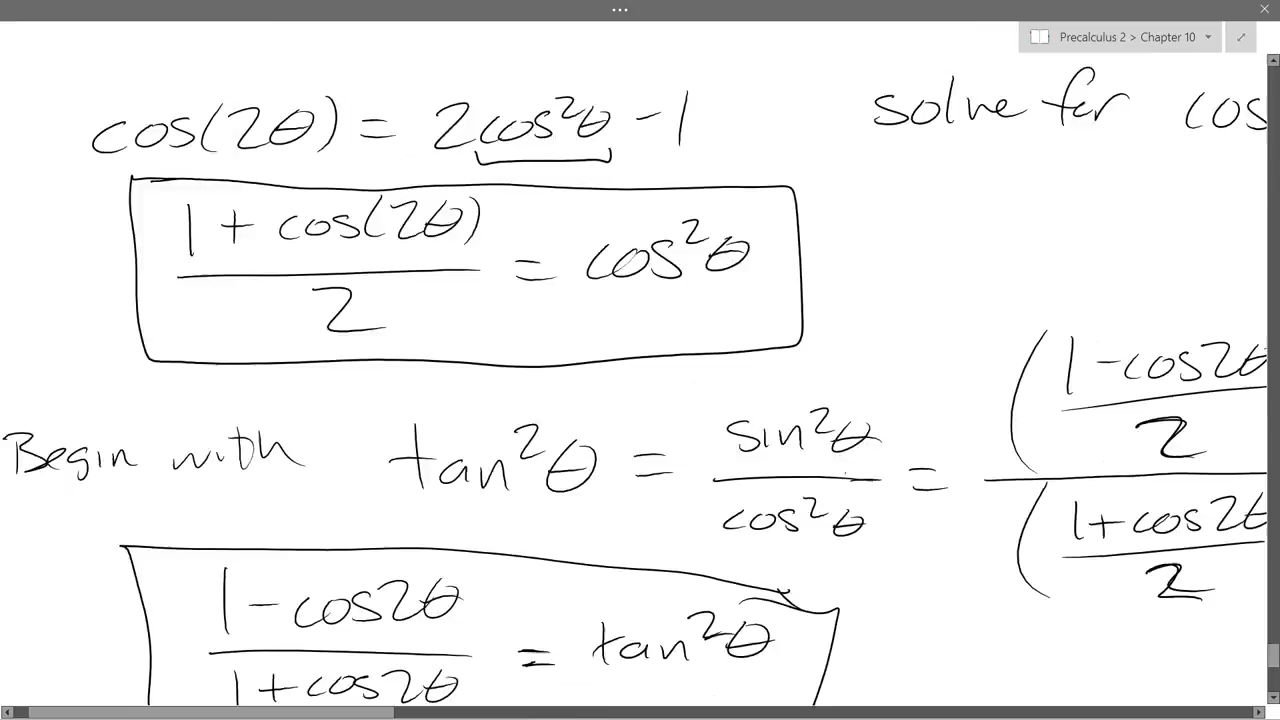 Precalculus 2 > Chapter 10
cos(2θ) = 2cos²θ - 1
solve for cos
(1 + cos(2θ))/2 = cos²θ
Begin with tan²θ = sin²θ/cos²θ = ((1-cos2θ)/2)/((1+cos2θ)/2)
(1-cos2θ)/(1+cos2θ) = tan²θ